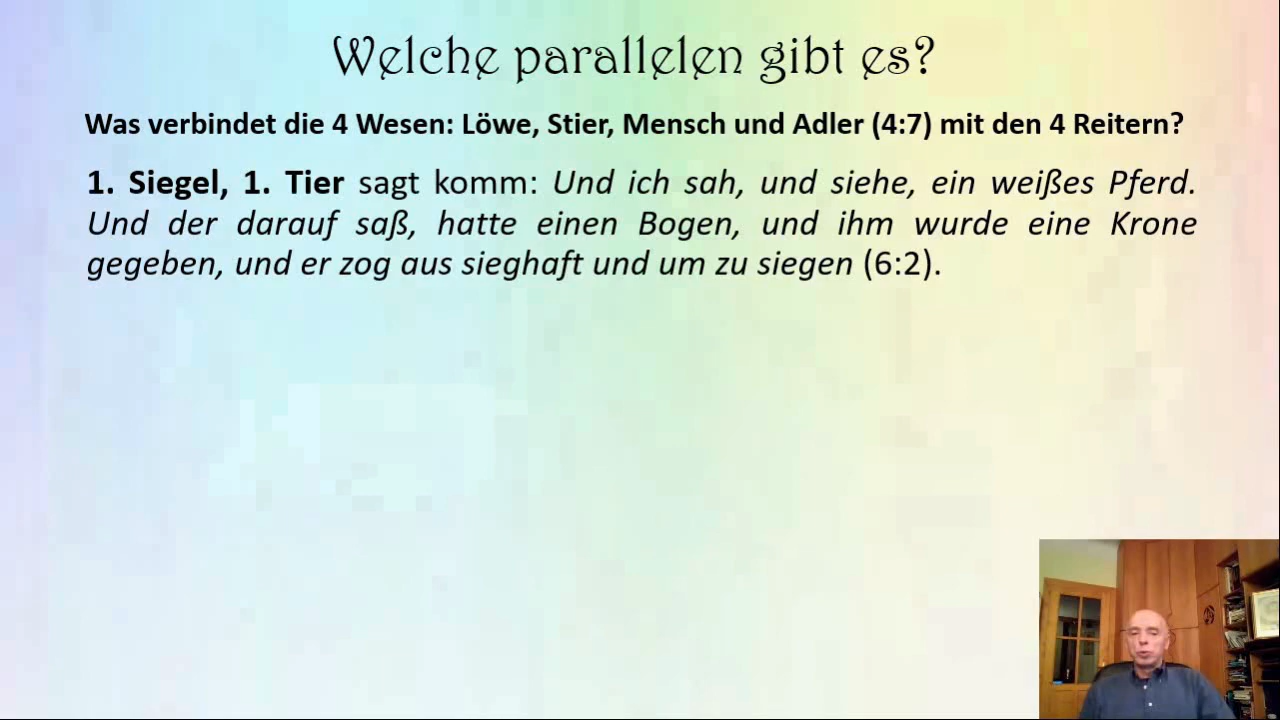 Welche parallelen gibt es?
Was verbindet die 4 Wesen: Löwe, Stier, Mensch und Adler (4:7) mit den 4 Reitern?
1. Siegel, 1. Tier sagt komm: Und ich sah, und siehe, ein weißes Pferd.
Und der darauf saß, hatte einen Bogen, und ihm wurde eine Krone
gegeben, und er zog aus sieghaft und um zu siegen (6:2).